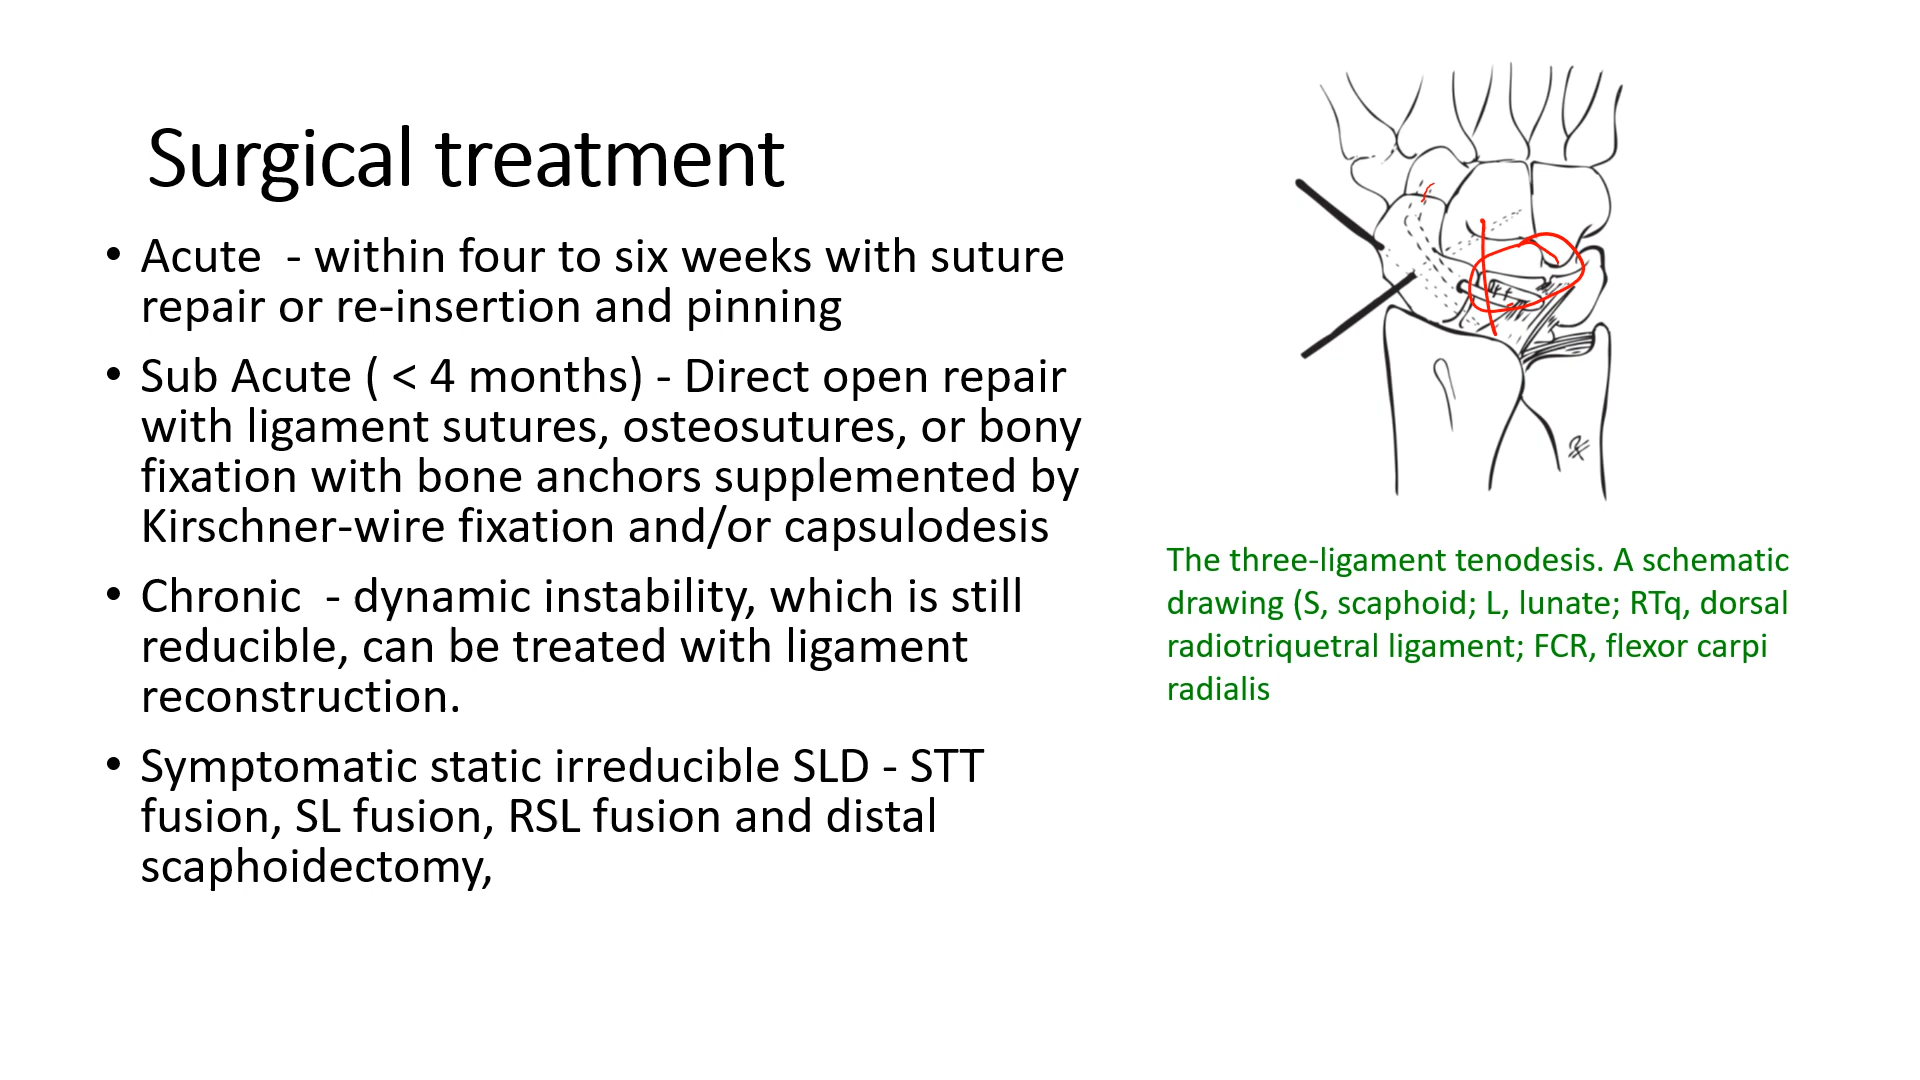 Surgical treatment
• Acute  - within four to six weeks with suture
repair or re-insertion and pinning
• Sub Acute ( < 4 months) - Direct open repair
with ligament sutures, osteosutures, or bony
fixation with bone anchors supplemented by
Kirschner-wire fixation and/or capsulodesis
• Chronic  - dynamic instability, which is still
reducible, can be treated with ligament
reconstruction.
• Symptomatic static irreducible SLD - STT
fusion, SL fusion, RSL fusion and distal
scaphoidectomy,
The three-ligament tenodesis. A schematic
drawing (S, scaphoid; L, lunate; RTq, dorsal
radiotriquetral ligament; FCR, flexor carpi
radialis